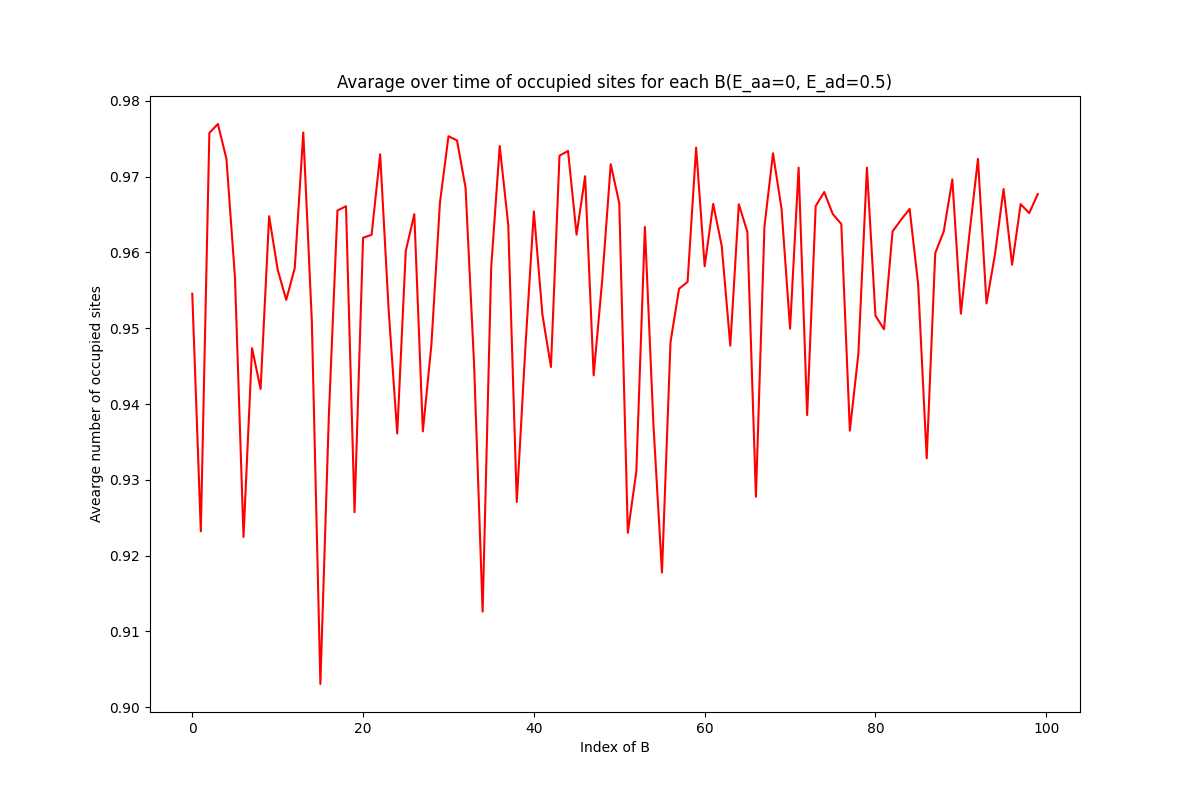 Avarage over time of occupied sites for each B(E_aa=0, E_ad=0.5)
0.98
0.97
0.96
0.95
0.94
0.93
0.92
0.91
0.90
Avearge number of occupied sites
0 20 40 60 80 100
Index of B